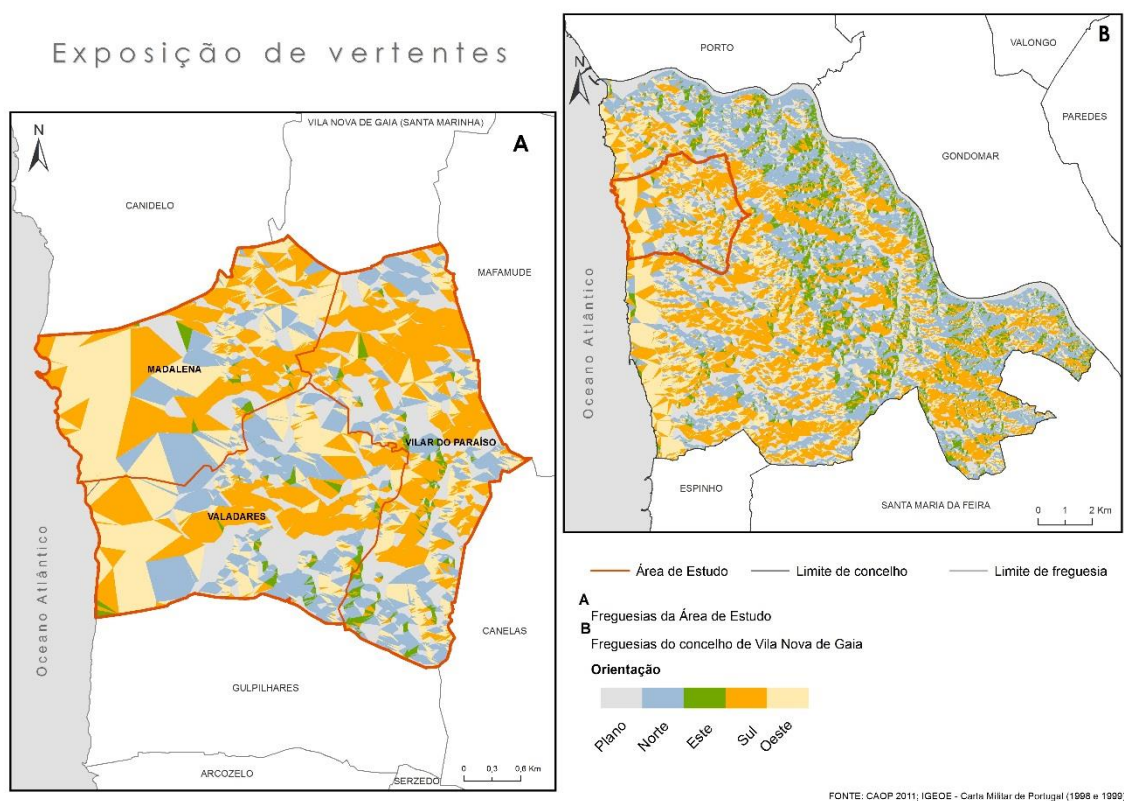 Exposição de vertentes
A
N
VILA NOVA DE GAIA (SANTA MARINHA)
CANIDELO
MAFAMUDE
MADALENA
VILAR DO PARAÍSO
VALADARES
Oceano Atlântico
CANELAS
GULPILHARES
ARCOZELO
SERZEDO
0 0,3 0,6 Km
B
N
PORTO
VALONGO
PAREDES
GONDOMAR
Oceano Atlântico
ESPINHO
SANTA MARIA DA FEIRA
0 1 2 Km
Área de Estudo Limite de concelho Limite de freguesia
A
Freguesias da Área de Estudo
B
Freguesias do concelho de Vila Nova de Gaia
Orientação
Plano Norte Este Sul Oeste
FONTE: CAOP 2011; IGEOE - Carta Militar de Portugal (1998 e 1999)